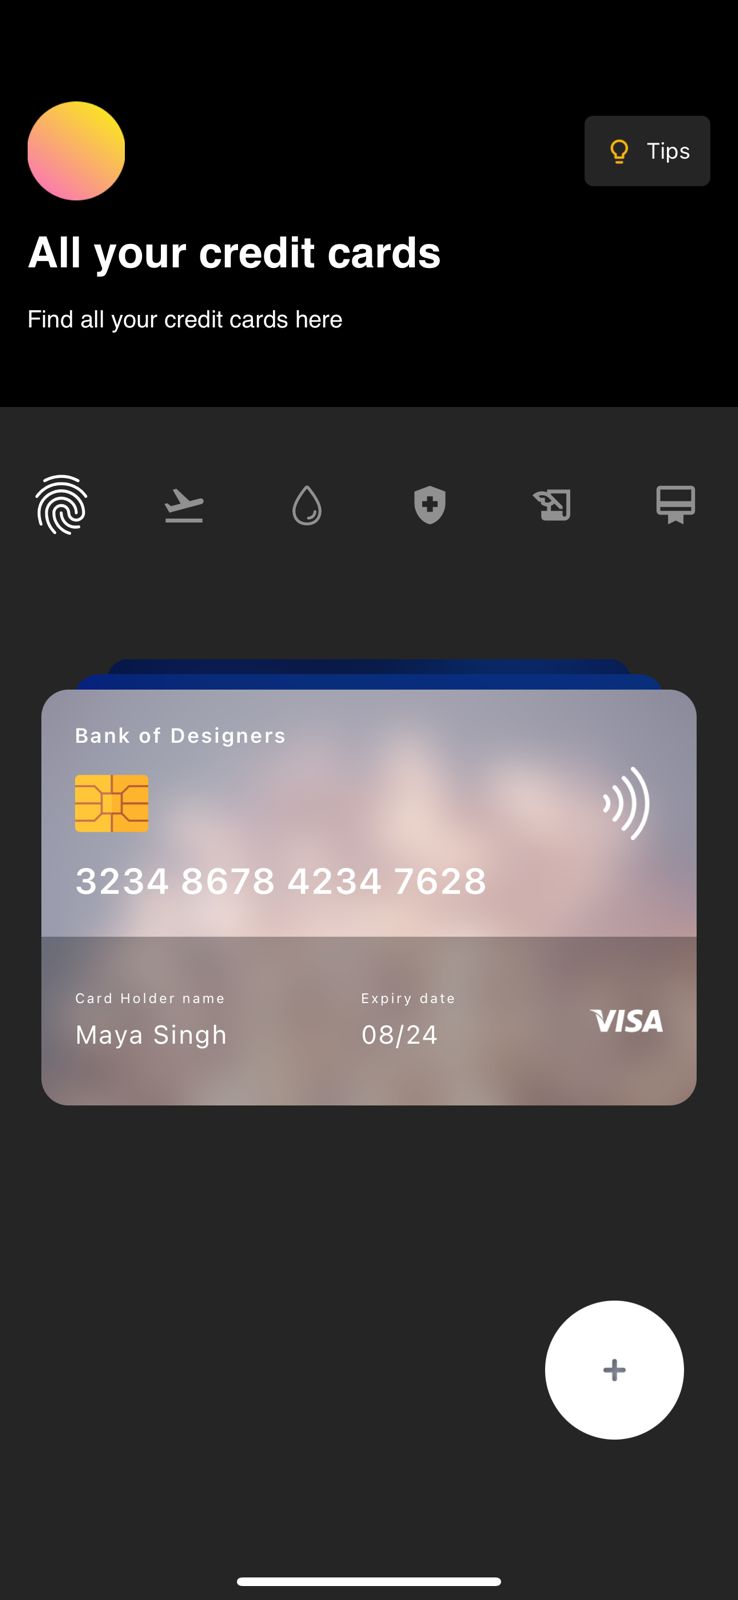 Tips
All your credit cards
Find all your credit cards here
Bank of Designers
3234 8678 4234 7628
Card Holder name
Expiry date
Maya Singh
08/24
VISA